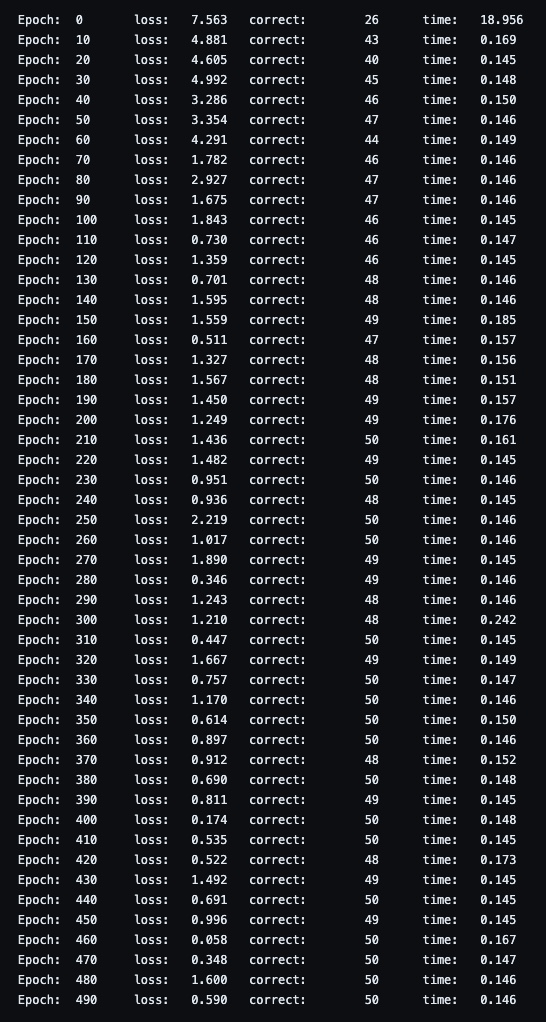 Epoch: 0 loss: 7.563 correct: 26 time: 18.956
Epoch: 10 loss: 4.881 correct: 43 time: 0.169
Epoch: 20 loss: 4.605 correct: 40 time: 0.145
Epoch: 30 loss: 4.992 correct: 45 time: 0.148
Epoch: 40 loss: 3.286 correct: 46 time: 0.150
Epoch: 50 loss: 3.354 correct: 47 time: 0.146
Epoch: 60 loss: 4.291 correct: 44 time: 0.149
Epoch: 70 loss: 1.782 correct: 46 time: 0.146
Epoch: 80 loss: 2.927 correct: 47 time: 0.146
Epoch: 90 loss: 1.675 correct: 47 time: 0.146
Epoch: 100 loss: 1.843 correct: 46 time: 0.145
Epoch: 110 loss: 0.730 correct: 46 time: 0.147
Epoch: 120 loss: 1.359 correct: 46 time: 0.145
Epoch: 130 loss: 0.701 correct: 48 time: 0.146
Epoch: 140 loss: 1.595 correct: 48 time: 0.146
Epoch: 150 loss: 1.559 correct: 49 time: 0.185
Epoch: 160 loss: 0.511 correct: 47 time: 0.157
Epoch: 170 loss: 1.327 correct: 48 time: 0.156
Epoch: 180 loss: 1.567 correct: 48 time: 0.151
Epoch: 190 loss: 1.450 correct: 49 time: 0.157
Epoch: 200 loss: 1.249 correct: 49 time: 0.176
Epoch: 210 loss: 1.436 correct: 50 time: 0.161
Epoch: 220 loss: 1.482 correct: 49 time: 0.145
Epoch: 230 loss: 0.951 correct: 50 time: 0.146
Epoch: 240 loss: 0.936 correct: 48 time: 0.145
Epoch: 250 loss: 2.219 correct: 50 time: 0.146
Epoch: 260 loss: 1.017 correct: 50 time: 0.146
Epoch: 270 loss: 1.890 correct: 49 time: 0.145
Epoch: 280 loss: 0.346 correct: 49 time: 0.146
Epoch: 290 loss: 1.243 correct: 48 time: 0.146
Epoch: 300 loss: 1.210 correct: 48 time: 0.242
Epoch: 310 loss: 0.447 correct: 50 time: 0.145
Epoch: 320 loss: 1.667 correct: 49 time: 0.149
Epoch: 330 loss: 0.757 correct: 50 time: 0.147
Epoch: 340 loss: 1.170 correct: 50 time: 0.146
Epoch: 350 loss: 0.614 correct: 50 time: 0.150
Epoch: 360 loss: 0.897 correct: 50 time: 0.146
Epoch: 370 loss: 0.912 correct: 48 time: 0.152
Epoch: 380 loss: 0.690 correct: 50 time: 0.148
Epoch: 390 loss: 0.811 correct: 49 time: 0.145
Epoch: 400 loss: 0.174 correct: 50 time: 0.148
Epoch: 410 loss: 0.535 correct: 50 time: 0.145
Epoch: 420 loss: 0.522 correct: 48 time: 0.173
Epoch: 430 loss: 1.492 correct: 49 time: 0.145
Epoch: 440 loss: 0.691 correct: 50 time: 0.145
Epoch: 450 loss: 0.996 correct: 49 time: 0.145
Epoch: 460 loss: 0.058 correct: 50 time: 0.167
Epoch: 470 loss: 0.348 correct: 50 time: 0.147
Epoch: 480 loss: 1.600 correct: 50 time: 0.146
Epoch: 490 loss: 0.590 correct: 50 time: 0.146